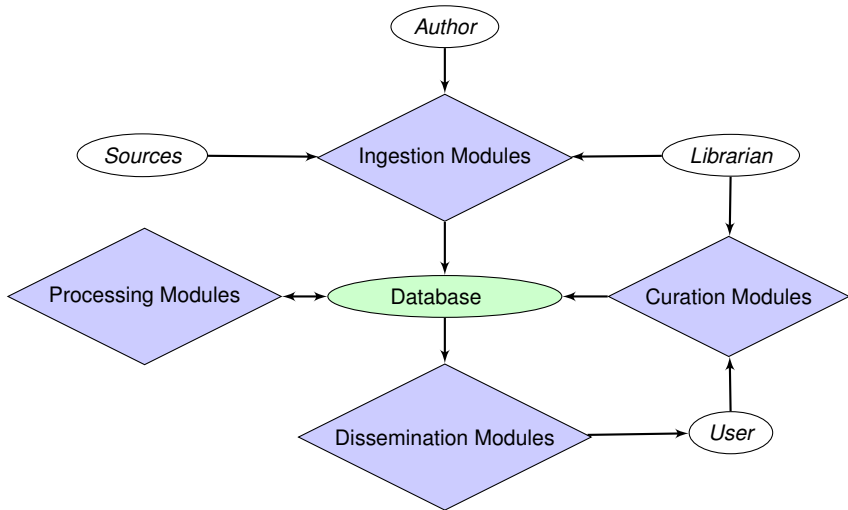 Author
Sources
Ingestion Modules
Librarian
Processing Modules
Database
Curation Modules
Dissemination Modules
User